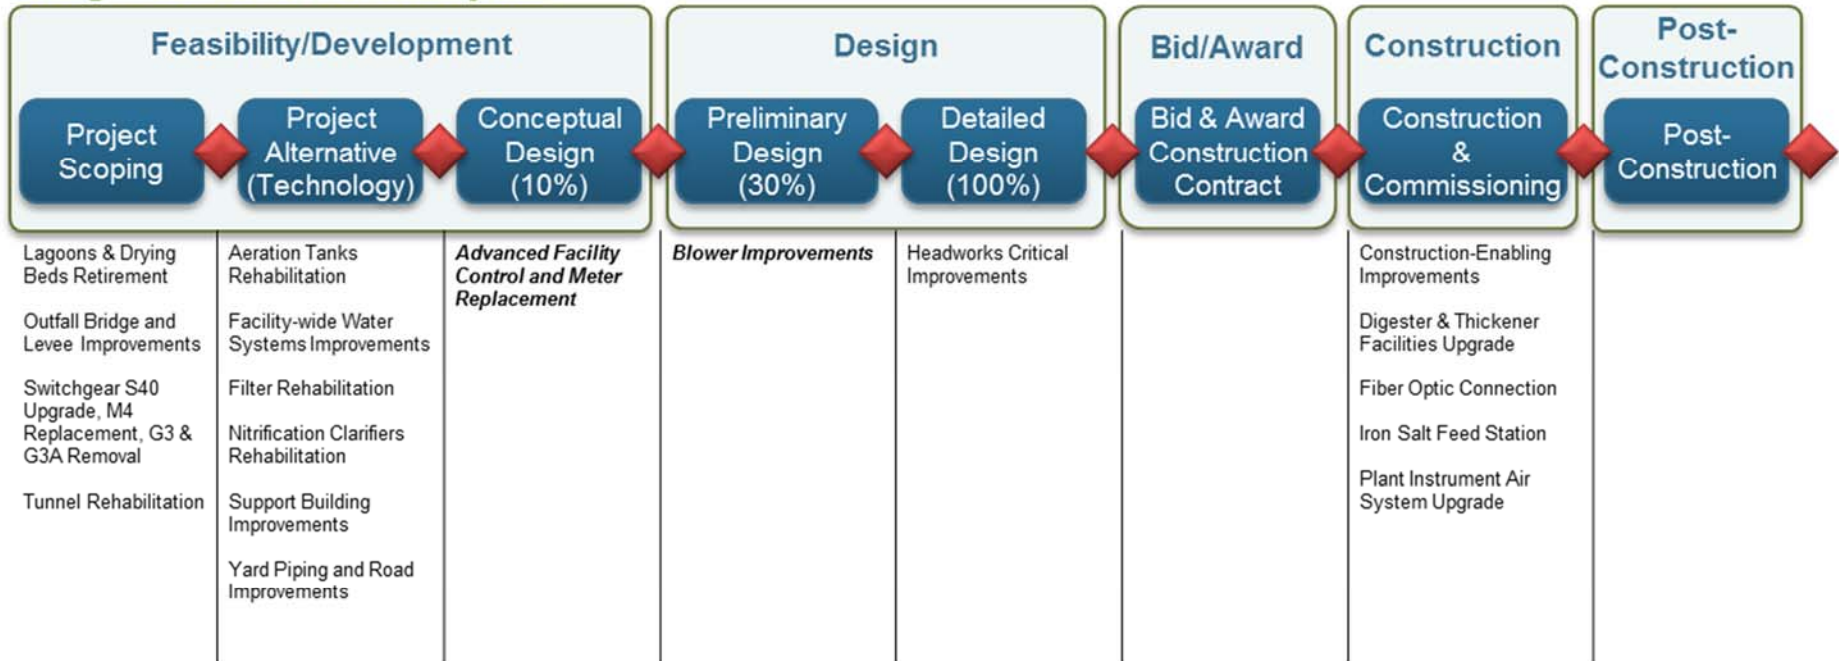 Feasibility/Development
Project
Scoping
Project
Alternative
(Technology)
Conceptual
Design
(10%)
Design
Preliminary
Design
(30%)
Detailed
Design
(100%)
Bid/Award
Bid & Award
Construction
Contract
Construction
Construction
&
Commissioning
Post-
Construction
Post-
Construction
Lagoons & Drying
Beds Retirement
Outfall Bridge and
Levee Improvements
Switchgear S40
Upgrade, M4
Replacement, G3 &
G3A Removal
Tunnel Rehabilitation
Aeration Tanks
Rehabilitation
Facility-wide Water
Systems Improvements
Filter Rehabilitation
Nitrification Clarifiers
Rehabilitation
Support Building
Improvements
Yard Piping and Road
Improvements
Advanced Facility
Control and Meter
Replacement
Blower Improvements
Headworks Critical
Improvements
Construction-Enabling
Improvements
Digester & Thickener
Facilities Upgrade
Fiber Optic Connection
Iron Salt Feed Station
Plant Instrument Air
System Upgrade